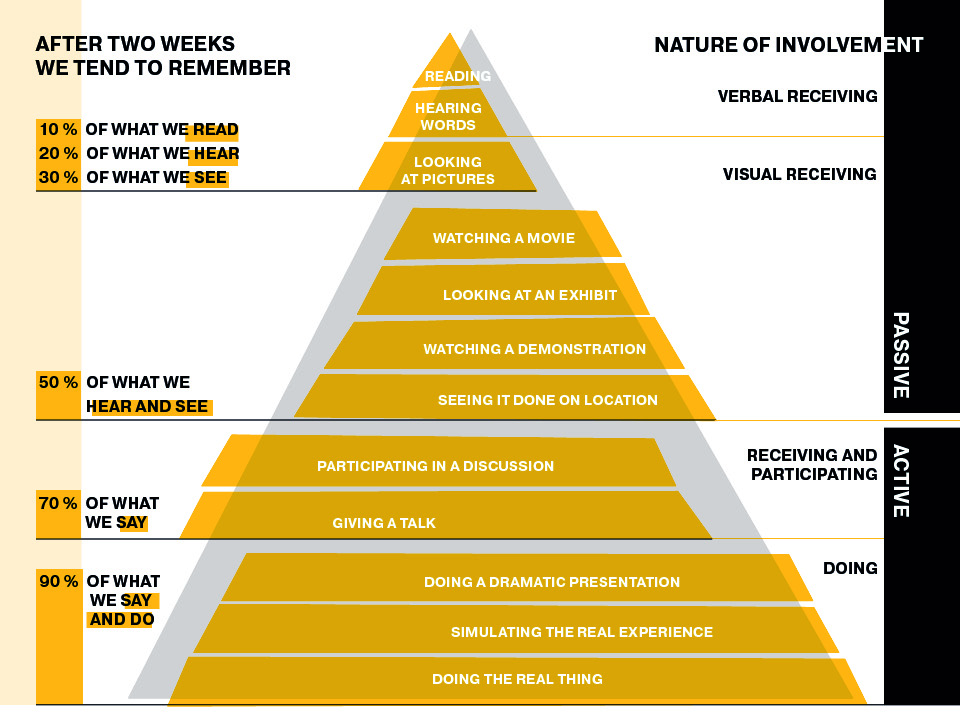 AFTER TWO WEEKS
WE TEND TO REMEMBER
10 % OF WHAT WE READ
20 % OF WHAT WE HEAR
30 % OF WHAT WE SEE
50 % OF WHAT WE
HEAR AND SEE
70 % OF WHAT
WE SAY
90 % OF WHAT
WE SAY
AND DO
READING
HEARING
WORDS
LOOKING
AT PICTURES
WATCHING A MOVIE
LOOKING AT AN EXHIBIT
WATCHING A DEMONSTRATION
SEEING IT DONE ON LOCATION
PARTICIPATING IN A DISCUSSION
GIVING A TALK
DOING A DRAMATIC PRESENTATION
SIMULATING THE REAL EXPERIENCE
DOING THE REAL THING
NATURE OF INVOLVEMENT
VERBAL RECEIVING
VISUAL RECEIVING
RECEIVING AND
PARTICIPATING
DOING
PASSIVE
ACTIVE